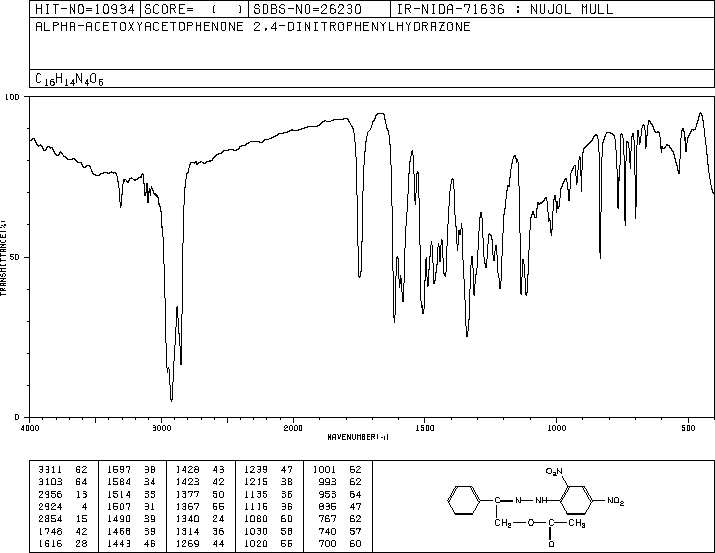 HIT-NO=10934 SCORE= ( ) SDBS-NO=26230 IR-NIDA-71636 : NUJOL MULL
ALPHA-ACETOXYACETOPHENONE 2,4-DINITROPHENYLHYDRAZONE
C16H14N4O6
100
50
0
TRANSMITTANCE(%)
4000 3000 2000 1500 1000 500
WAVENUMBER(-1)
3311 62 1597 38 1428 43 1239 47 1001 62
3103 64 1584 34 1423 42 1215 38 993 62
2956 13 1514 35 1377 50 1135 36 953 64
2924 4 1507 31 1367 55 1116 36 835 47
2854 15 1490 39 1340 24 1080 60 767 62
1748 42 1468 39 1314 36 1030 58 740 57
1616 28 1443 46 1269 44 1020 55 700 60
O2N
C N NH NO2
CH2 O C CH3
O